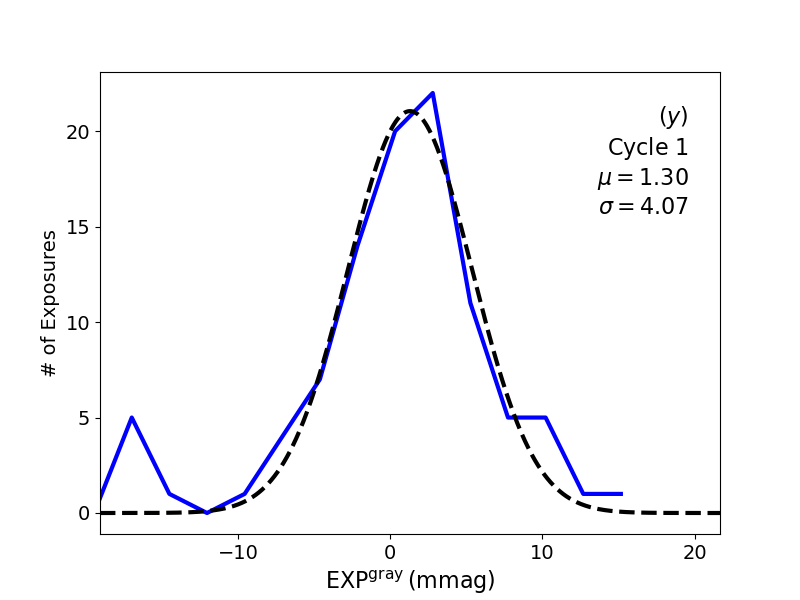 (y)
Cycle 1
μ = 1.30
σ = 4.07
# of Exposures
20
15
10
5
0
−10
0
10
20
EXP^gray (mmag)